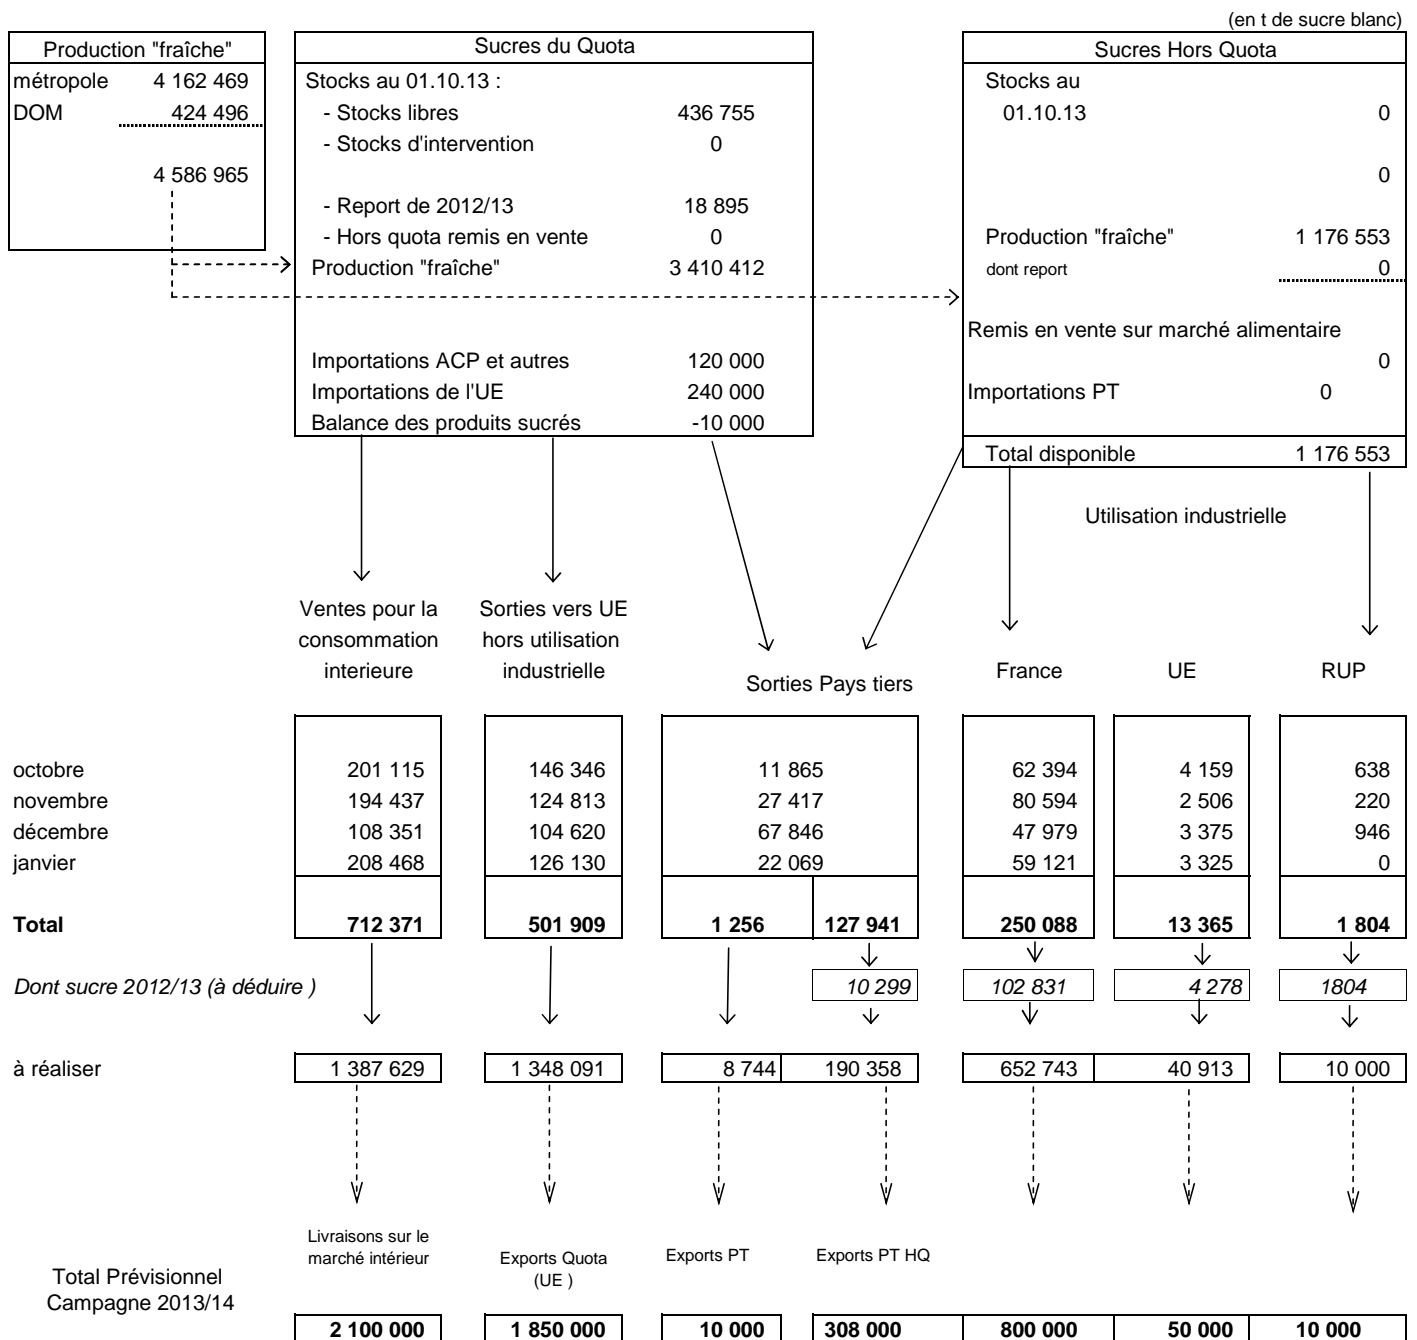 (en t de sucre blanc)
Production "fraîche"
métropole 4 162 469
DOM 424 496
4 586 965
Sucres du Quota
Stocks au 01.10.13 :
- Stocks libres 436 755
- Stocks d'intervention 0
- Report de 2012/13 18 895
- Hors quota remis en vente 0
Production "fraîche" 3 410 412
Importations ACP et autres 120 000
Importations de l'UE 240 000
Balance des produits sucrés -10 000
Sucres Hors Quota
Stocks au
01.10.13 0
0
Production "fraîche" 1 176 553
dont report 0
Remis en vente sur marché alimentaire
0
Importations PT 0
Total disponible 1 176 553
Utilisation industrielle
Ventes pour la
consommation
interieure
Sorties vers UE
hors utilisation
industrielle
Sorties Pays tiers
France UE RUP
octobre 201 115 146 346 11 865 62 394 4 159 638
novembre 194 437 124 813 27 417 80 594 2 506 220
décembre 108 351 104 620 67 846 47 979 3 375 946
janvier 208 468 126 130 22 069 59 121 3 325 0
Total 712 371 501 909 1 256 127 941 250 088 13 365 1 804
Dont sucre 2012/13 (à déduire ) 10 299 102 831 4 278 1804
à réaliser 1 387 629 1 348 091 8 744 190 358 652 743 40 913 10 000
Livraisons sur le
marché intérieur
Exports Quota
(UE )
Exports PT
Exports PT HQ
Total Prévisionnel
Campagne 2013/14
2 100 000 1 850 000 10 000 308 000 800 000 50 000 10 000